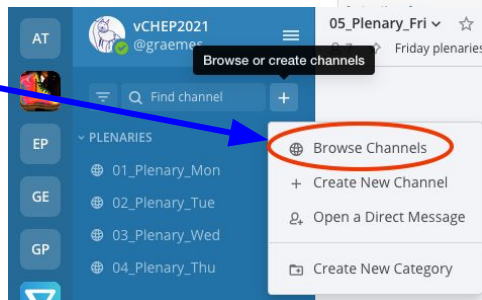 AT
vCHEP2021
@graemes
05_Plenary_Fri
Friday plenaries
Browse or create channels
Find channel
EP
PLENARIES
Browse Channels
01_Plenary_Mon
Create New Channel
GE
02_Plenary_Tue
Open a Direct Message
03_Plenary_Wed
GP
04_Plenary_Thu
Create New Category